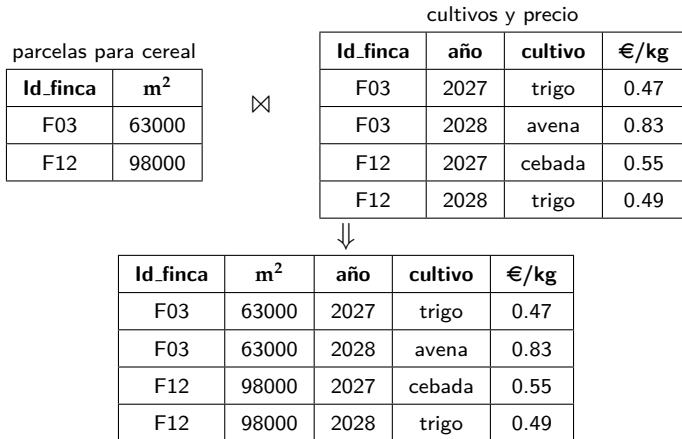 cultivos y precio
parcelas para cereal
Id_finca m²
F03 63000
F12 98000
⋈
Id_finca año cultivo €/kg
F03 2027 trigo 0.47
F03 2028 avena 0.83
F12 2027 cebada 0.55
F12 2028 trigo 0.49
⇓
Id_finca m² año cultivo €/kg
F03 63000 2027 trigo 0.47
F03 63000 2028 avena 0.83
F12 98000 2027 cebada 0.55
F12 98000 2028 trigo 0.49